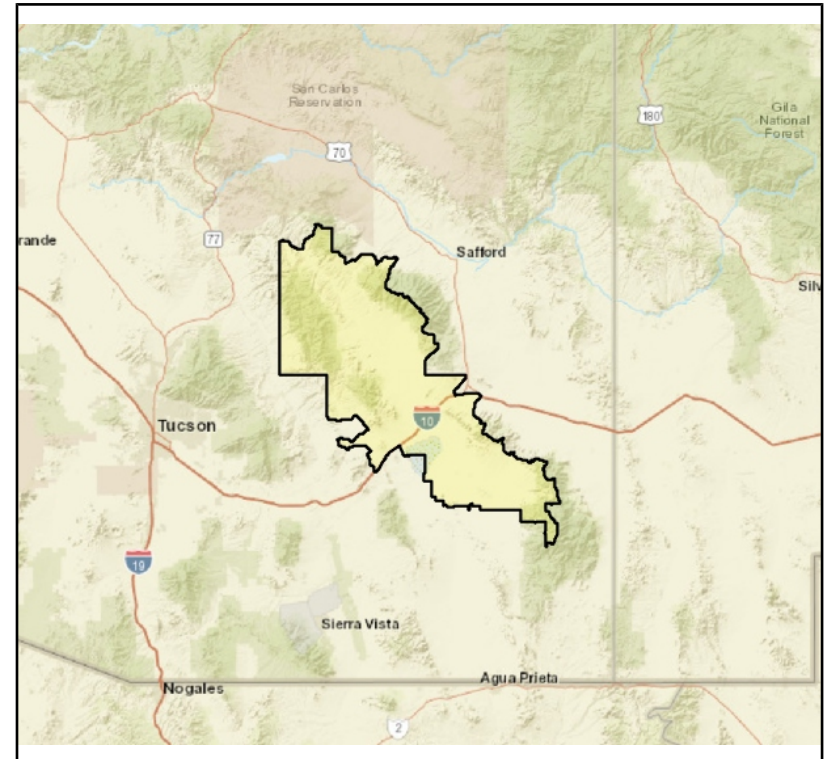 San Carlos
Reservation
180
Gila
National
Forest
70
77
rande
Safford
Silv
10
Tucson
19
Sierra Vista
Nogales
Agua Prieta
2